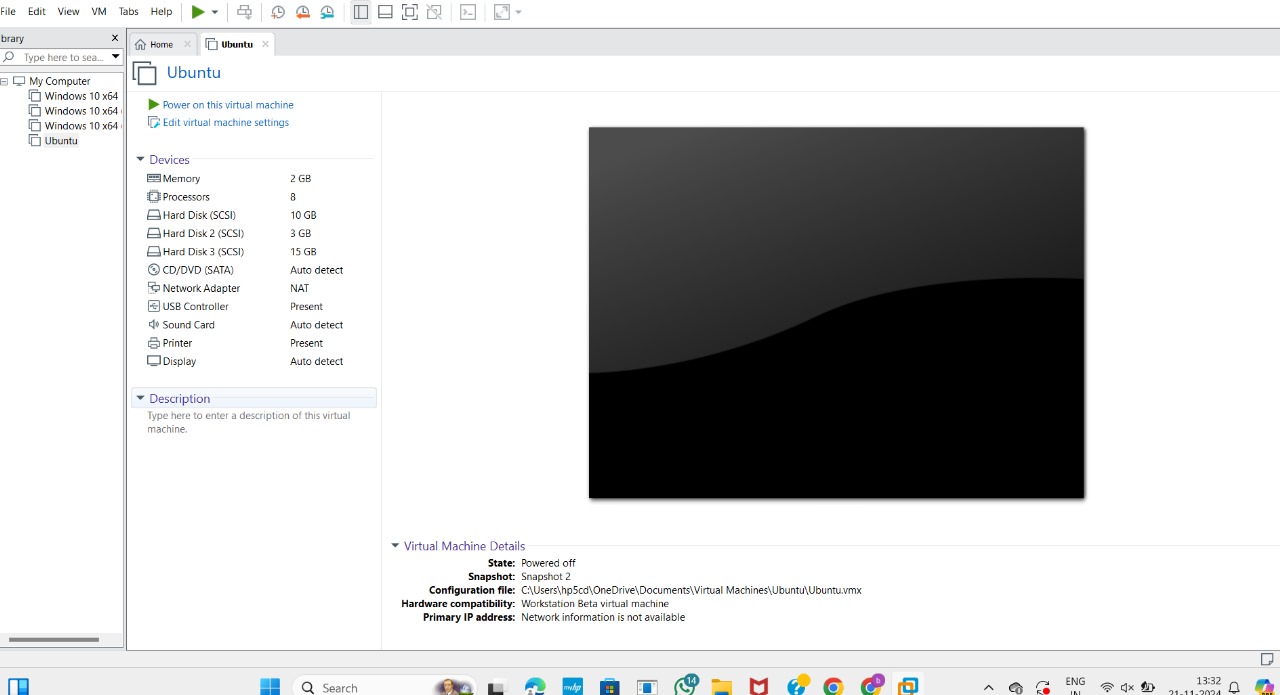 File Edit View VM Tabs Help
brary
Type here to sea...
My Computer
Windows 10 x64
Windows 10 x64
Windows 10 x64
Ubuntu
Home
Ubuntu
Ubuntu
Power on this virtual machine
Edit virtual machine settings
Devices
Memory 2 GB
Processors 8
Hard Disk (SCSI) 10 GB
Hard Disk 2 (SCSI) 3 GB
Hard Disk 3 (SCSI) 15 GB
CD/DVD (SATA) Auto detect
Network Adapter NAT
USB Controller Present
Sound Card Auto detect
Printer Present
Display Auto detect
Description
Type here to enter a description of this virtual
machine.
Virtual Machine Details
State: Powered off
Snapshot: Snapshot 2
Configuration file: C:\Users\hp5cd\OneDrive\Documents\Virtual Machines\Ubuntu\Ubuntu.vmx
Hardware compatibility: Workstation Beta virtual machine
Primary IP address: Network information is not available
Search
myhp
14
b
ENG
IN
13:32
21-11-2024